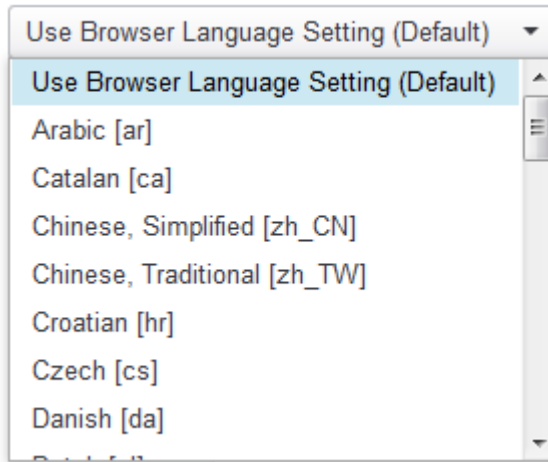 Use Browser Language Setting (Default)
Use Browser Language Setting (Default)
Arabic [ar]
Catalan [ca]
Chinese, Simplified [zh_CN]
Chinese, Traditional [zh_TW]
Croatian [hr]
Czech [cs]
Danish [da]